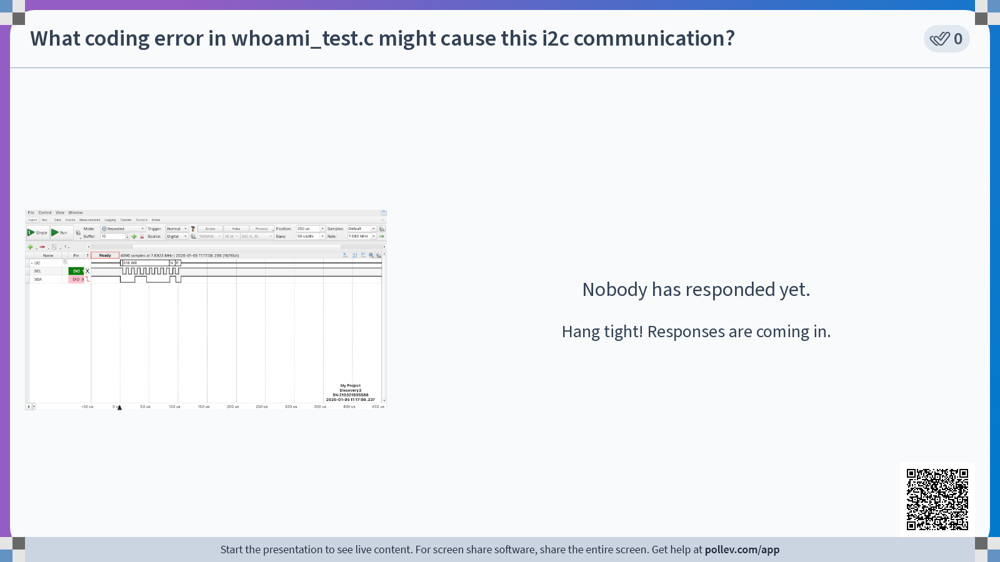 What coding error in whoami_test.c might cause this i2c communication?
0
File Control View Window
Export Rec. Data Events Measurements Logging Counter Cursors Notes
Single Run Mode: Repeated Trigger: Normal Simple Pulse Protocol Position: 200 us Samples: Default
Buffer: 10 Source: Digital 100MHz 16 bit DIO 0..15 Base: 50 us/div Rate: 7.692 MHz
Name Pin T Ready 4096 samples at 7.6923 MHz | 2026-01-05 11:17:08.236 (16/16bit)
I2C h18 WR N P
SCL DIO X
SDA DIO 0
My Project
Discovery2
SN:210321B05588
2026-01-05 11:17:08.237
X -50 us 0 us 50 us 100 us 150 us 200 us 250 us 300 us 350 us 400 us 450 us
Nobody has responded yet.
Hang tight! Responses are coming in.
Start the presentation to see live content. For screen share software, share the entire screen. Get help at pollev.com/app